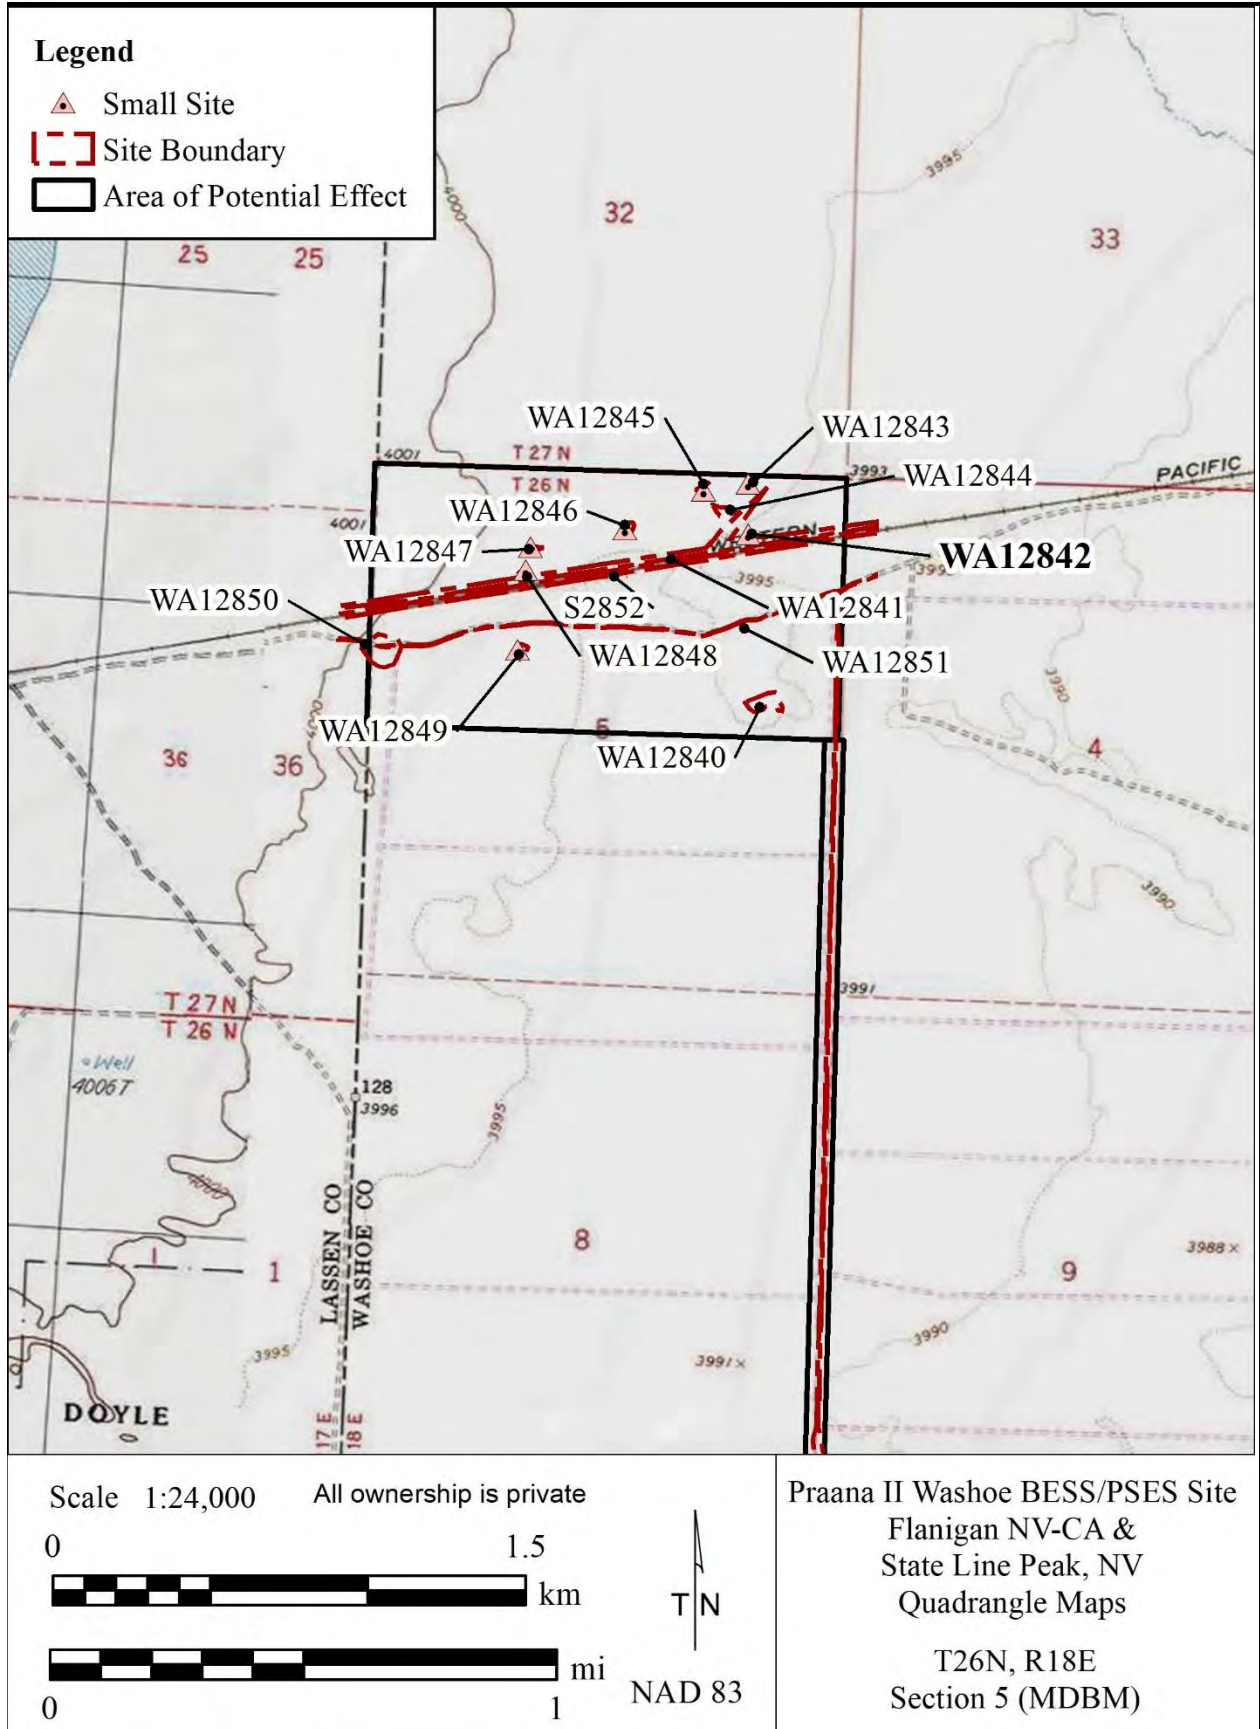 Legend
Small Site
Site Boundary
Area of Potential Effect
3995
4000
32
33
25
25
WA12845
WA12843
4001
T 27 N
T 26 N
3993
WA12844
PACIFIC
WA12846
4001
WESTERN
WA12847
WA12842
3995
WA12850
S2852
WA12841
WA12848
WA12851
3990
4000
WA12849
5
WA12840
36
36
4
3990
3991
T 27 N
T 26 N
Well
4006T
128
3996
3995
4000
LASSEN CO
WASHOE CO
8
3988 ×
1
1
9
3990
3995
3991 ×
DOYLE
17 E
18 E
Scale 1:24,000
All ownership is private
0 1.5
km
mi
0 1
T N
NAD 83
Praana II Washoe BESS/PSES Site
Flanigan NV-CA &
State Line Peak, NV
Quadrangle Maps
T26N, R18E
Section 5 (MDBM)